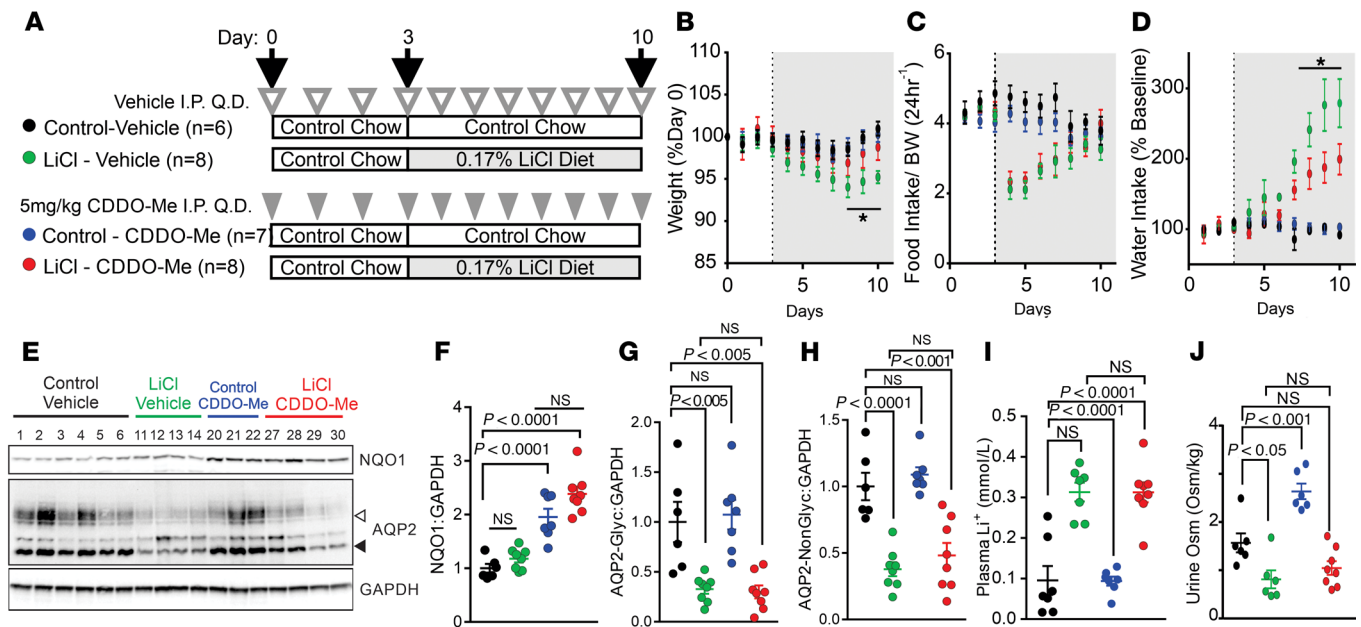 A
Day: 0 3 10
Vehicle I.P. Q.D.
Control-Vehicle (n=6)
Control Chow Control Chow
LiCl - Vehicle (n=8)
Control Chow 0.17% LiCl Diet
5mg/kg CDDO-Me I.P. Q.D.
Control - CDDO-Me (n=7)
Control Chow Control Chow
LiCl - CDDO-Me (n=8)
Control Chow 0.17% LiCl Diet
B
Weight (%Day 0)
110
105
100
95
90
85
*
0 5 10
Days
C
Food Intake/ BW (24hr-1)
6
4
2
0
0 5 10
Days
D
Water Intake (% Baseline)
300
200
100
*
5 10
Days
E
Control Vehicle
LiCl Vehicle
Control CDDO-Me
LiCl CDDO-Me
1 2 3 4 5 6 11 12 13 14 20 21 22 27 28 29 30
NQO1
AQP2
GAPDH
F
NQO1:GAPDH
4
3
2
1
0
NS
P < 0.0001
P < 0.0001
NS
G
AQP2-Glyc:GAPDH
2.0
1.5
1.0
0.5
0
NS
P < 0.005
NS
P < 0.005
H
AQP2-NonGlyc:GAPDH
1.5
1.0
0.5
0.0
NS
P < 0.001
NS
P < 0.0001
I
Plasma Li+ (mmol/L)
0.5
0.4
0.3
0.2
0.1
0.0
NS
P < 0.0001
P < 0.0001
NS
J
Urine Osm (Osm/kg)
4
2
0
NS
NS
P < 0.001
P < 0.05